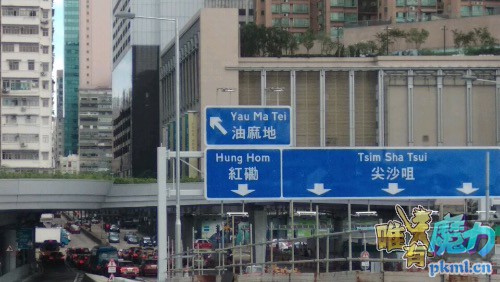 Yau Ma Tei
油麻地
Hung Hom
紅磡
Tsim Sha Tsui
尖沙咀
唯有魔力
pkml.cn